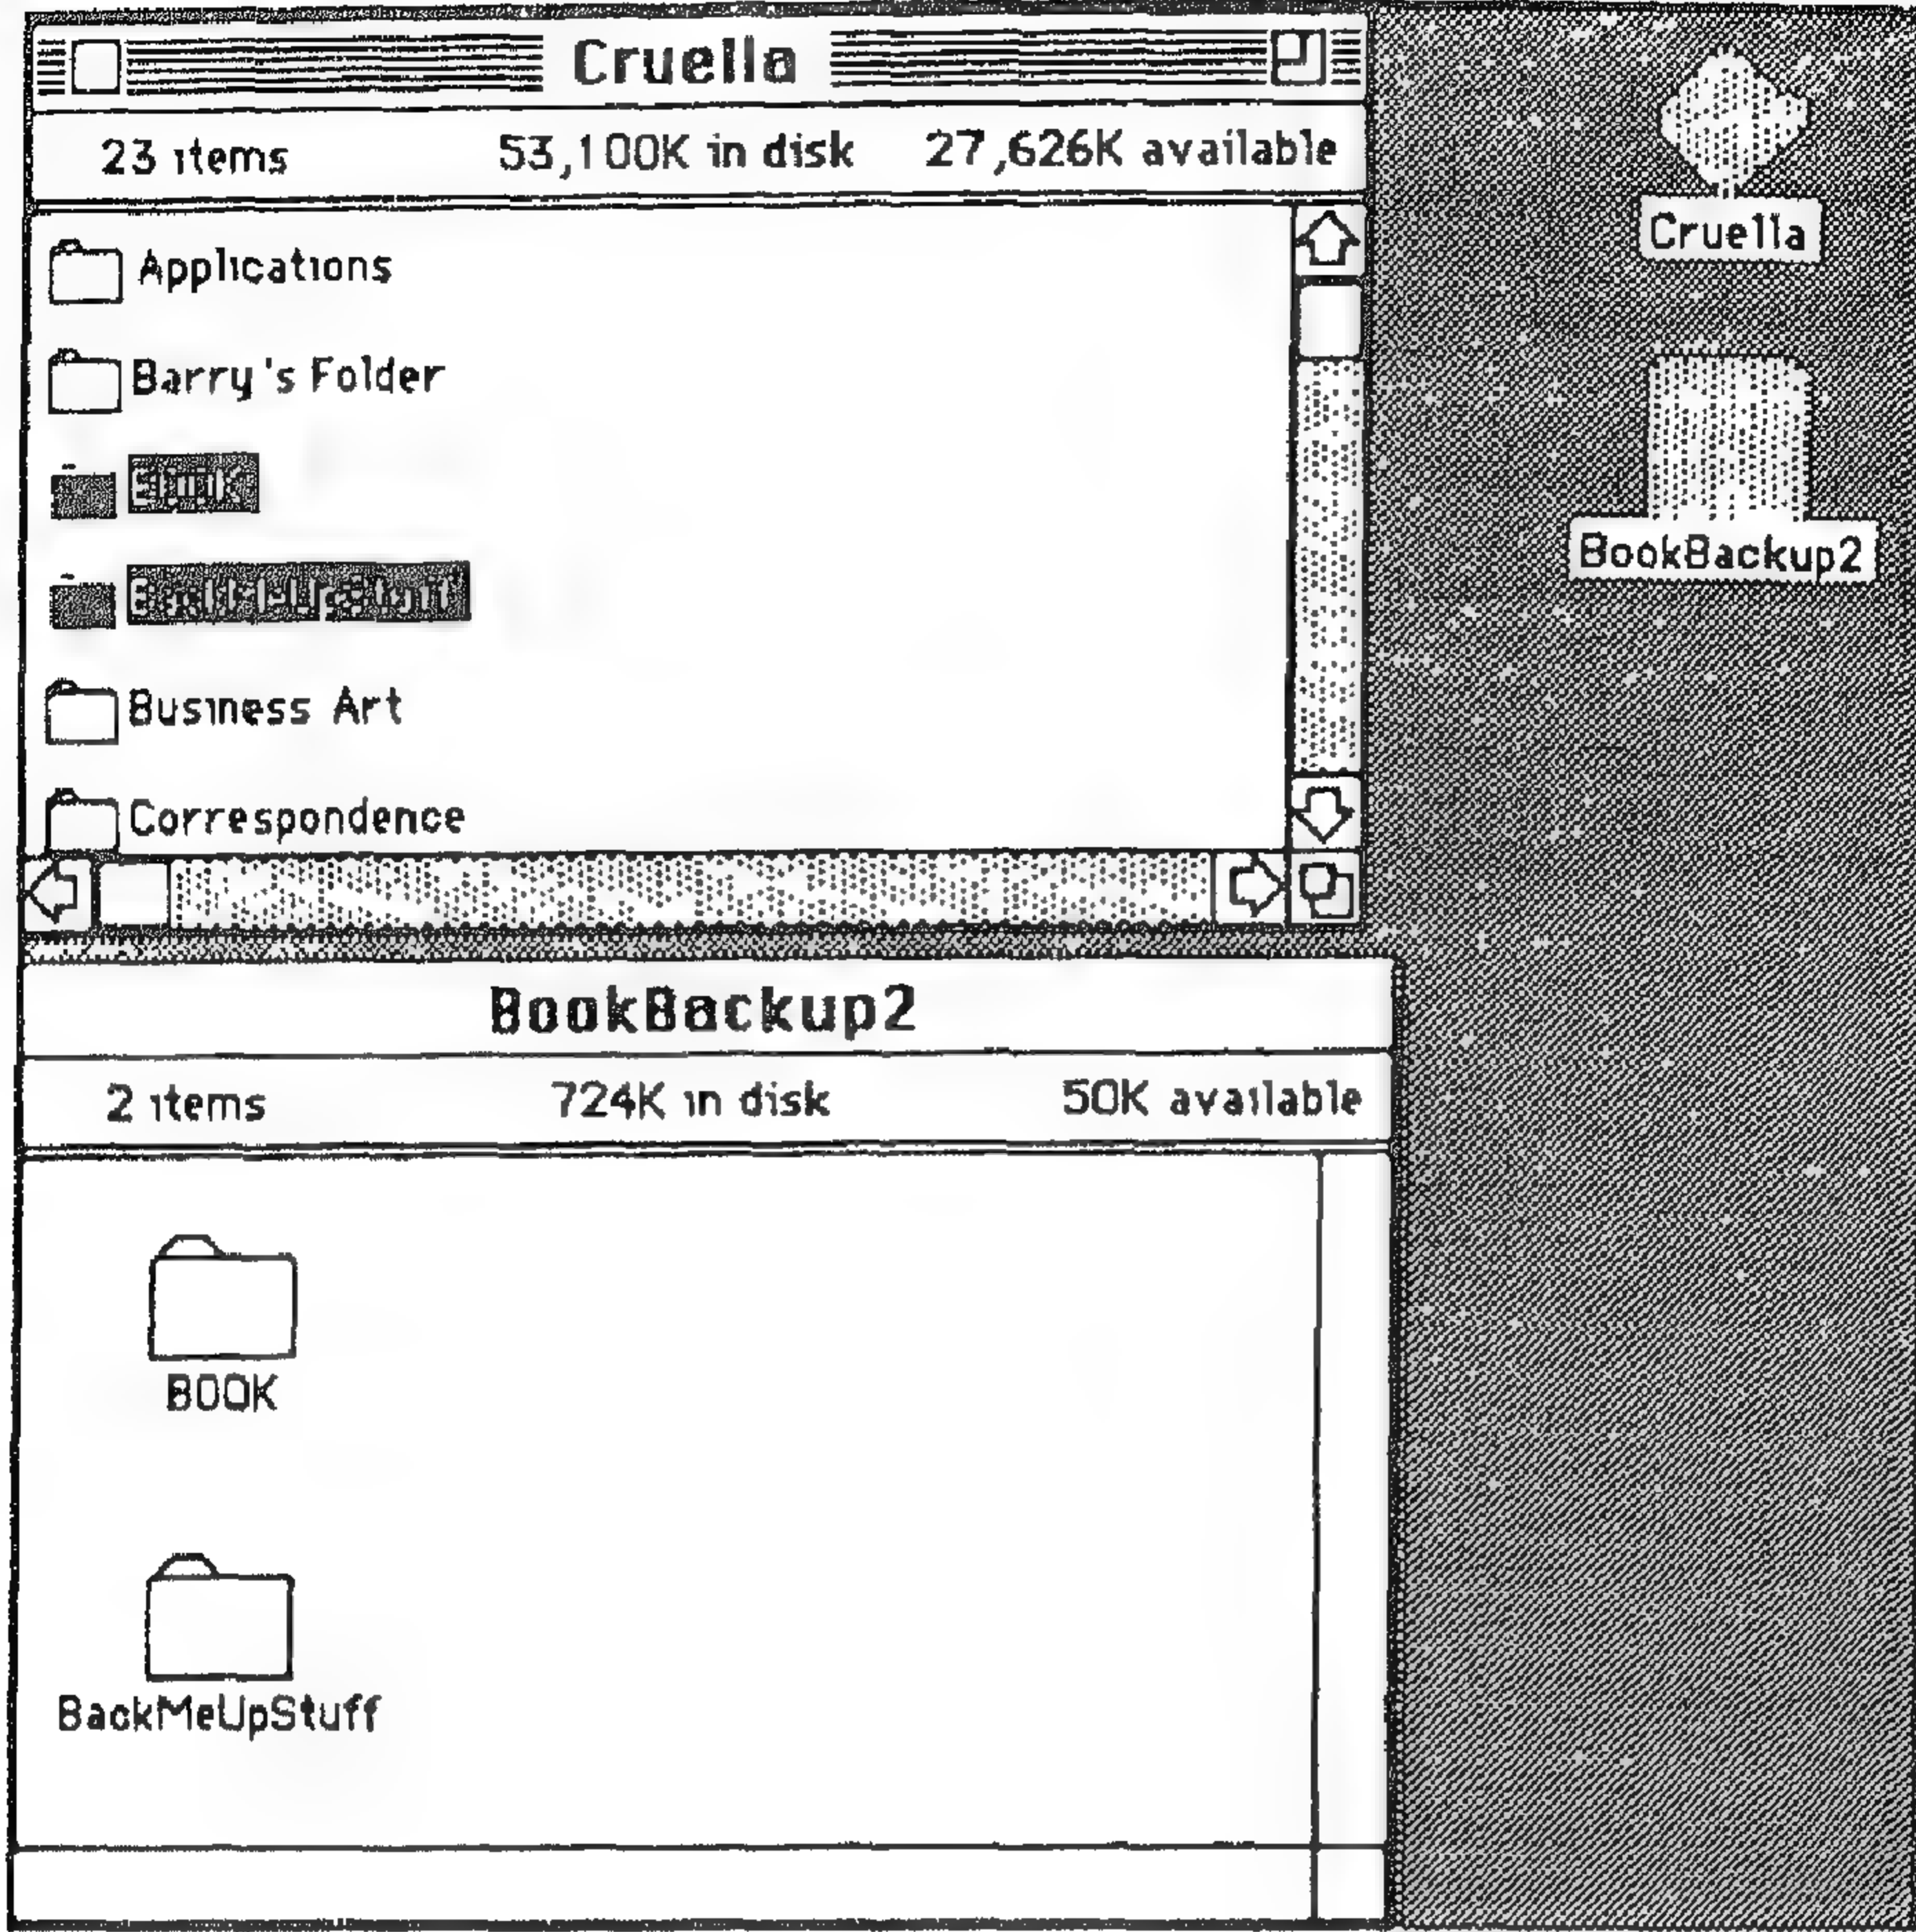 Cruella
23 items 53,100K in disk 27,626K available
Applications
Barry's Folder
Business Art
Correspondence
Cruella
BookBackup2
BookBackup2
2 items 724K in disk 50K available
BOOK
BackMeUpStuff